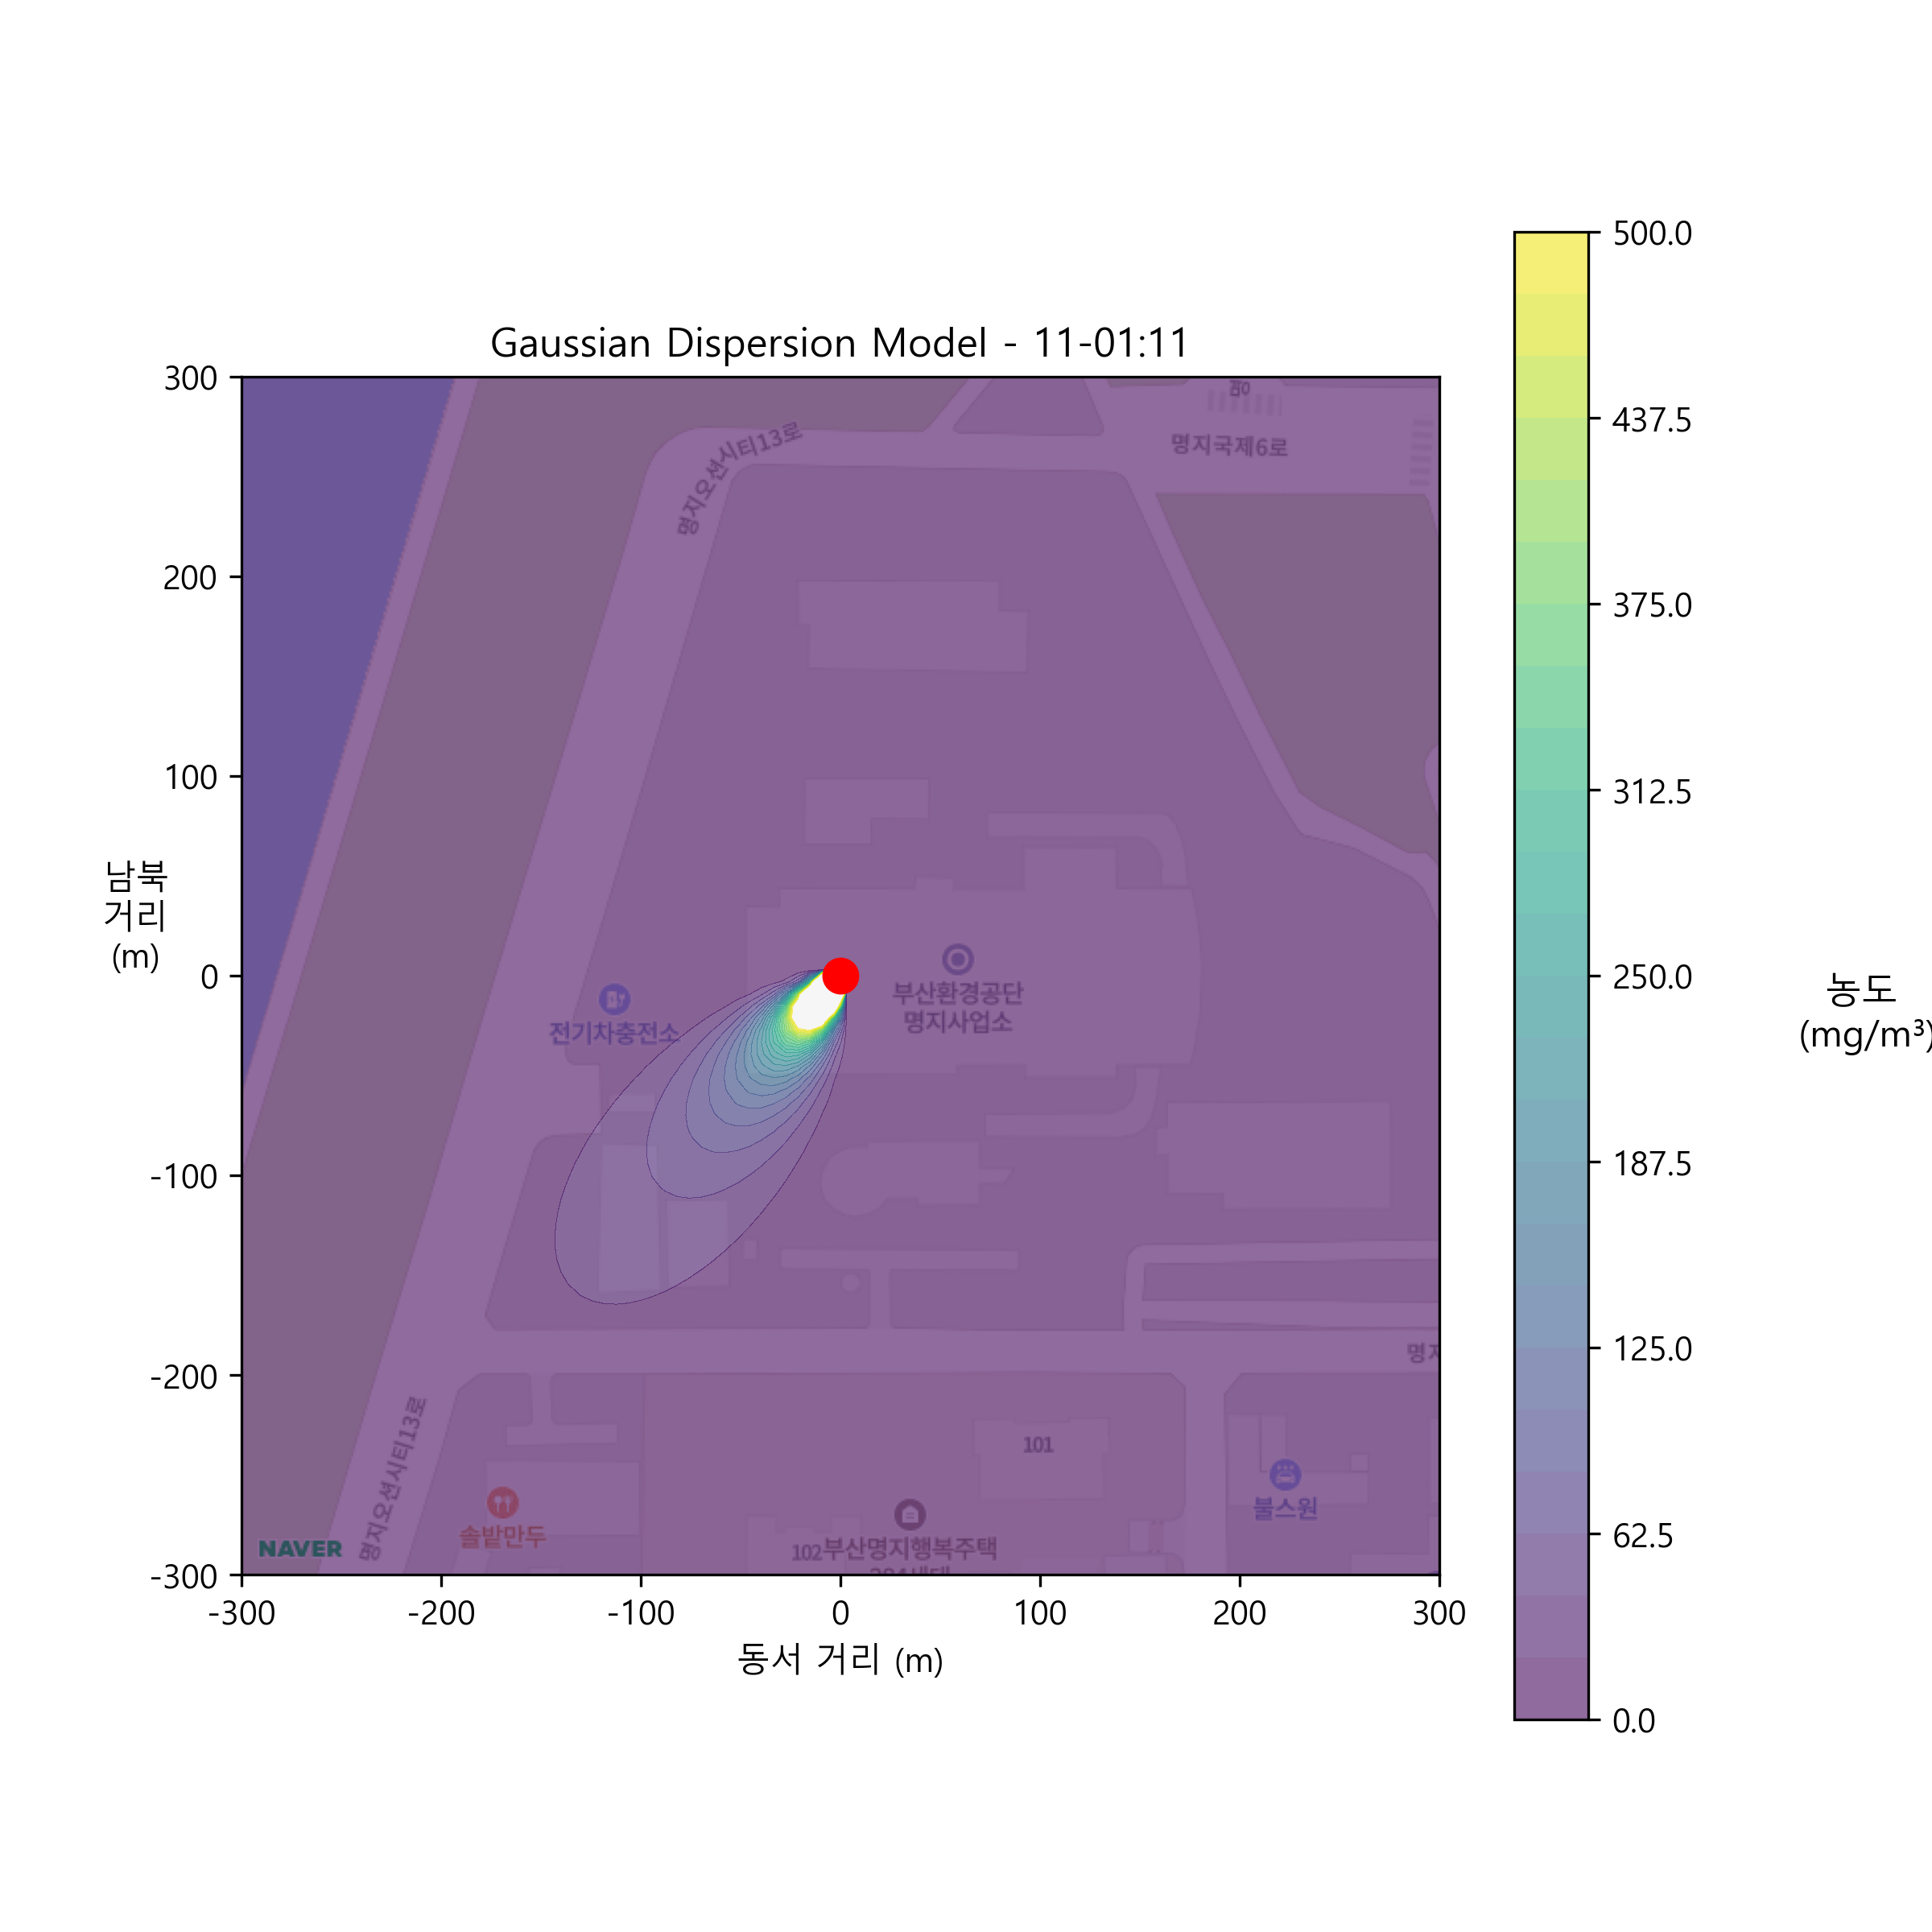 Gaussian Dispersion Model - 11-01:11
500.0
437.5
375.0
312.5
250.0
187.5
125.0
62.5
0.0
농도
(mg/m³)
300
200
100
0
-100
-200
-300
남북
거리
(m)
-300
-200
-100
0
100
200
300
동서 거리 (m)
명지오션시티13로
명지국제6로
부산환경공단
명지사업소
전기차충전소
명지오션시티13로
101
불스원
솔밭만두
102
부산명지행복주택
NAVER